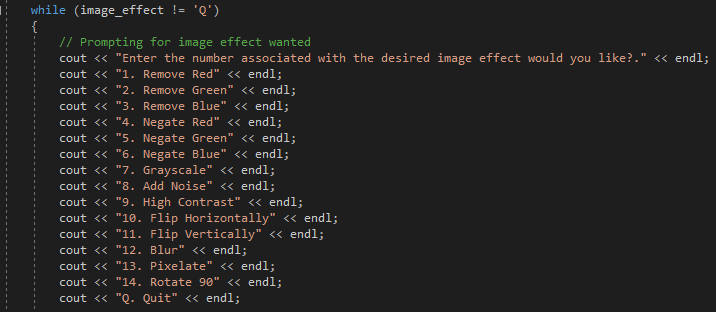 while (image_effect != 'Q')
{
// Prompting for image effect wanted
cout << "Enter the number associated with the desired image effect would you like?." << endl;
cout << "1. Remove Red" << endl;
cout << "2. Remove Green" << endl;
cout << "3. Remove Blue" << endl;
cout << "4. Negate Red" << endl;
cout << "5. Negate Green" << endl;
cout << "6. Negate Blue" << endl;
cout << "7. Grayscale" << endl;
cout << "8. Add Noise" << endl;
cout << "9. High Contrast" << endl;
cout << "10. Flip Horizontally" << endl;
cout << "11. Flip Vertically" << endl;
cout << "12. Blur" << endl;
cout << "13. Pixelate" << endl;
cout << "14. Rotate 90" << endl;
cout << "Q. Quit" << endl;